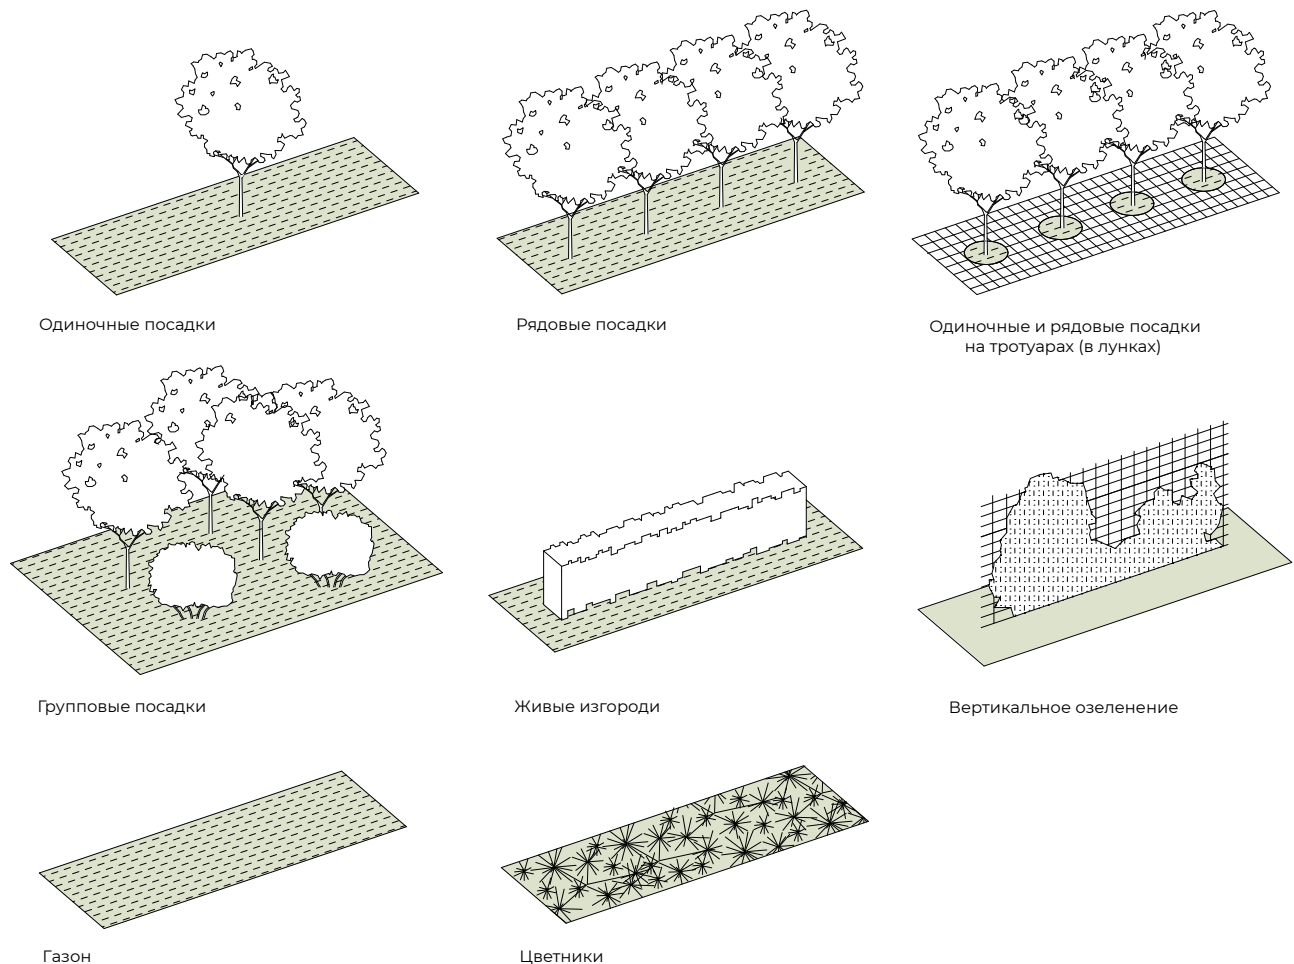 Одиночные посадки
Рядовые посадки
Одиночные и рядовые посадки
на тротуарах (в лунках)
Групповые посадки
Живые изгороди
Вертикальное озеленение
Газон
Цветники